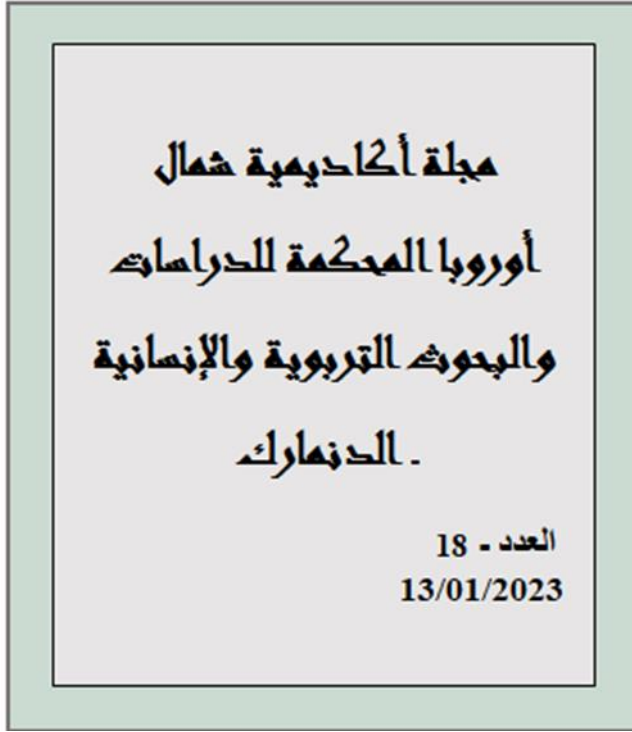 مجلة أكاديمية شمال
أوروبا المحكمة للدراسات
والبحوث التربوية والإنسانية
. الدنمارك
العدد - 18
13/01/2023